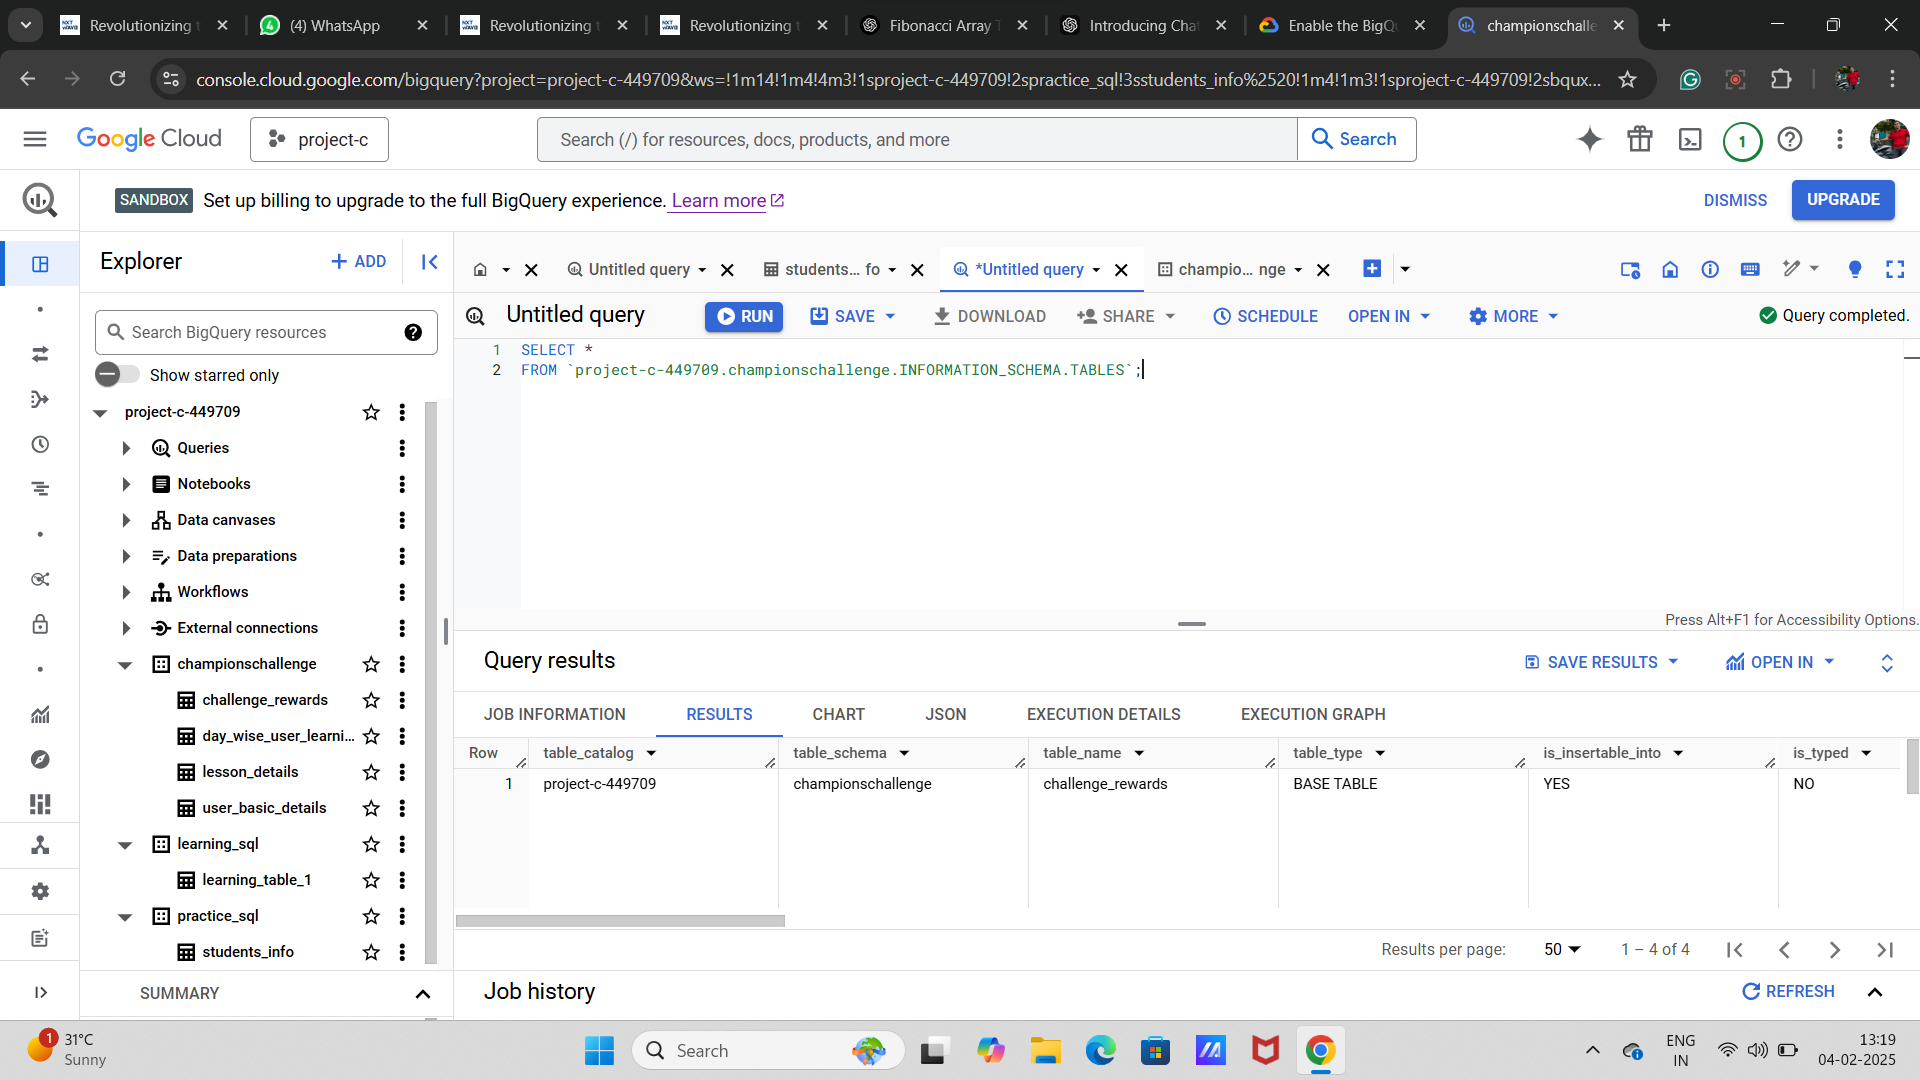 Revolutionizing t
(4) WhatsApp
Revolutionizing t
Revolutionizing t
Fibonacci Array T
Introducing Chat
Enable the BigQu
championschalle
console.cloud.google.com/bigquery?project=project-c-449709&ws=!1m14!1m4!4m3!1sproject-c-449709!2spractice_sql!3sstudents_info%2520!1m4!1m3!1sproject-c-449709!2sbqux...
Google Cloud
project-c
Search (/) for resources, docs, products, and more
Search
1
SANDBOX
Set up billing to upgrade to the full BigQuery experience. Learn more
DISMISS
UPGRADE
Explorer
+ ADD
Untitled query
students... fo
*Untitled query
champio... nge
Search BigQuery resources
Show starred only
project-c-449709
Queries
Notebooks
Data canvases
Data preparations
Workflows
External connections
championschallenge
challenge_rewards
day_wise_user_learni...
lesson_details
user_basic_details
learning_sql
learning_table_1
practice_sql
students_info
SUMMARY
Untitled query
RUN
SAVE
DOWNLOAD
SHARE
SCHEDULE
OPEN IN
MORE
Query completed.
1 SELECT *
2 FROM `project-c-449709.championschallenge.INFORMATION_SCHEMA.TABLES`;
Press Alt+F1 for Accessibility Options.
Query results
SAVE RESULTS
OPEN IN
JOB INFORMATION
RESULTS
CHART
JSON
EXECUTION DETAILS
EXECUTION GRAPH
Row table_catalog table_schema table_name table_type is_insertable_into is_typed
1 project-c-449709 championschallenge challenge_rewards BASE TABLE YES NO
Results per page: 50 1 – 4 of 4
Job history
REFRESH
1
31°C
Sunny
Search
ENG
IN
13:19
04-02-2025